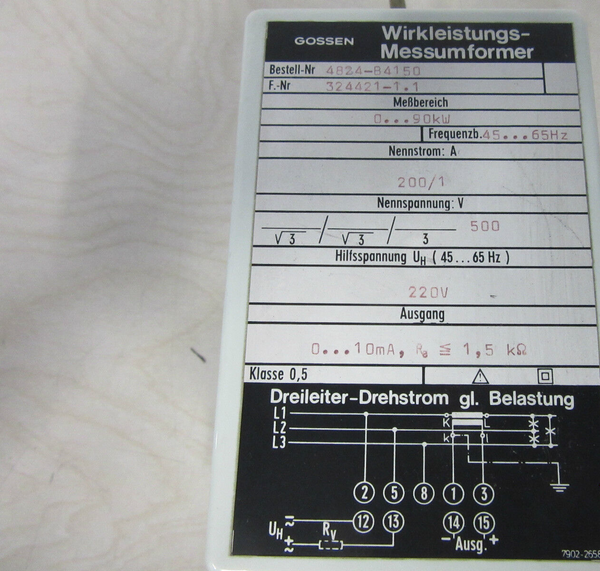 GOSSEN Wirkleistungs-
Messumformer
Bestell-Nr 4824-84150
F.-Nr 324421-1.1
Meßbereich
0...90kW
Frequenzb. 45...65Hz
Nennstrom: A
200/1
Nennspannung: V
√3 / √3 / 3 500
Hilfsspannung UH ( 45...65 Hz )
220V
Ausgang
0...10mA, Ra ≦ 1,5 kΩ
Klasse 0,5
Dreileiter-Drehstrom gl. Belastung
L1
K L
L2
k l
L3
2 5 8 1 3
12 13 14 15
UH RV - Ausg. +